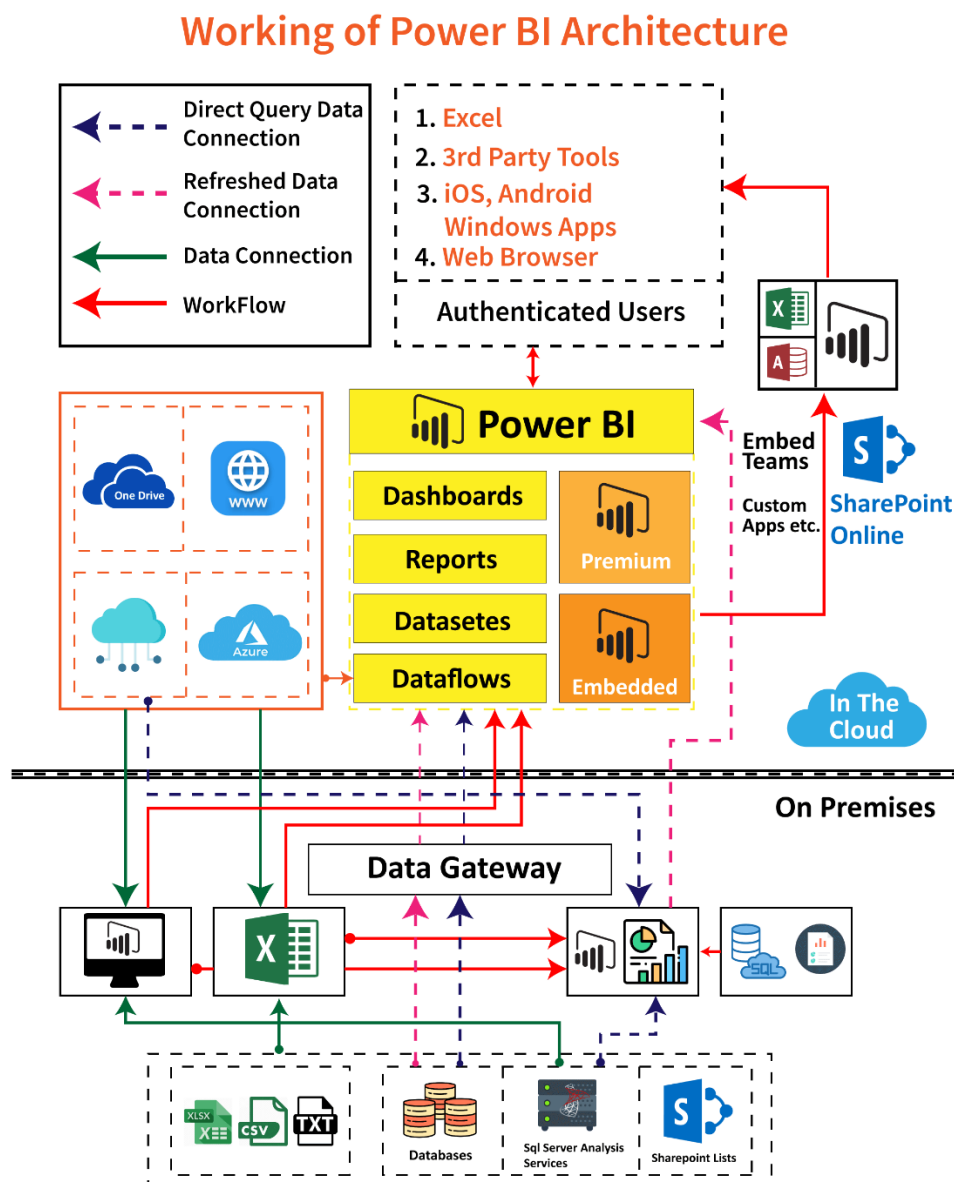 Working of Power BI Architecture
Direct Query Data
Connection
Refreshed Data
Connection
Data Connection
WorkFlow
1. Excel
2. 3rd Party Tools
3. iOS, Android
Windows Apps
4. Web Browser
Authenticated Users
X
A
One Drive
WWW
Azure
Power BI
Dashboards
Reports
Datasetes
Dataflows
Premium
Embedded
Embed
Teams
Custom
Apps etc.
S
SharePoint
Online
In The
Cloud
On Premises
Data Gateway
X
SQL
XLSX
X
CSV
TXT
Databases
Sql Server Analysis
Services
S
Sharepoint Lists